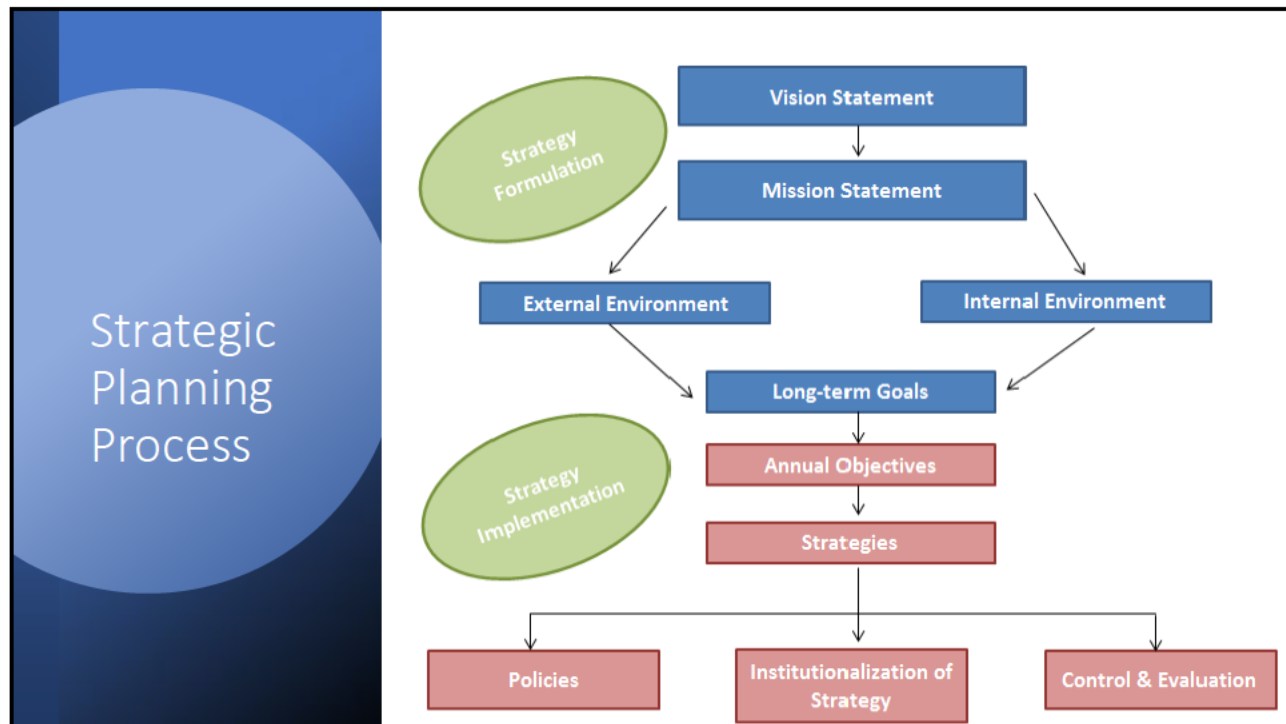 Strategic
Planning
Process
Strategy
Formulation
Vision Statement
Mission Statement
External Environment
Internal Environment
Long-term Goals
Strategy
Implementation
Annual Objectives
Strategies
Policies
Institutionalization of
Strategy
Control & Evaluation